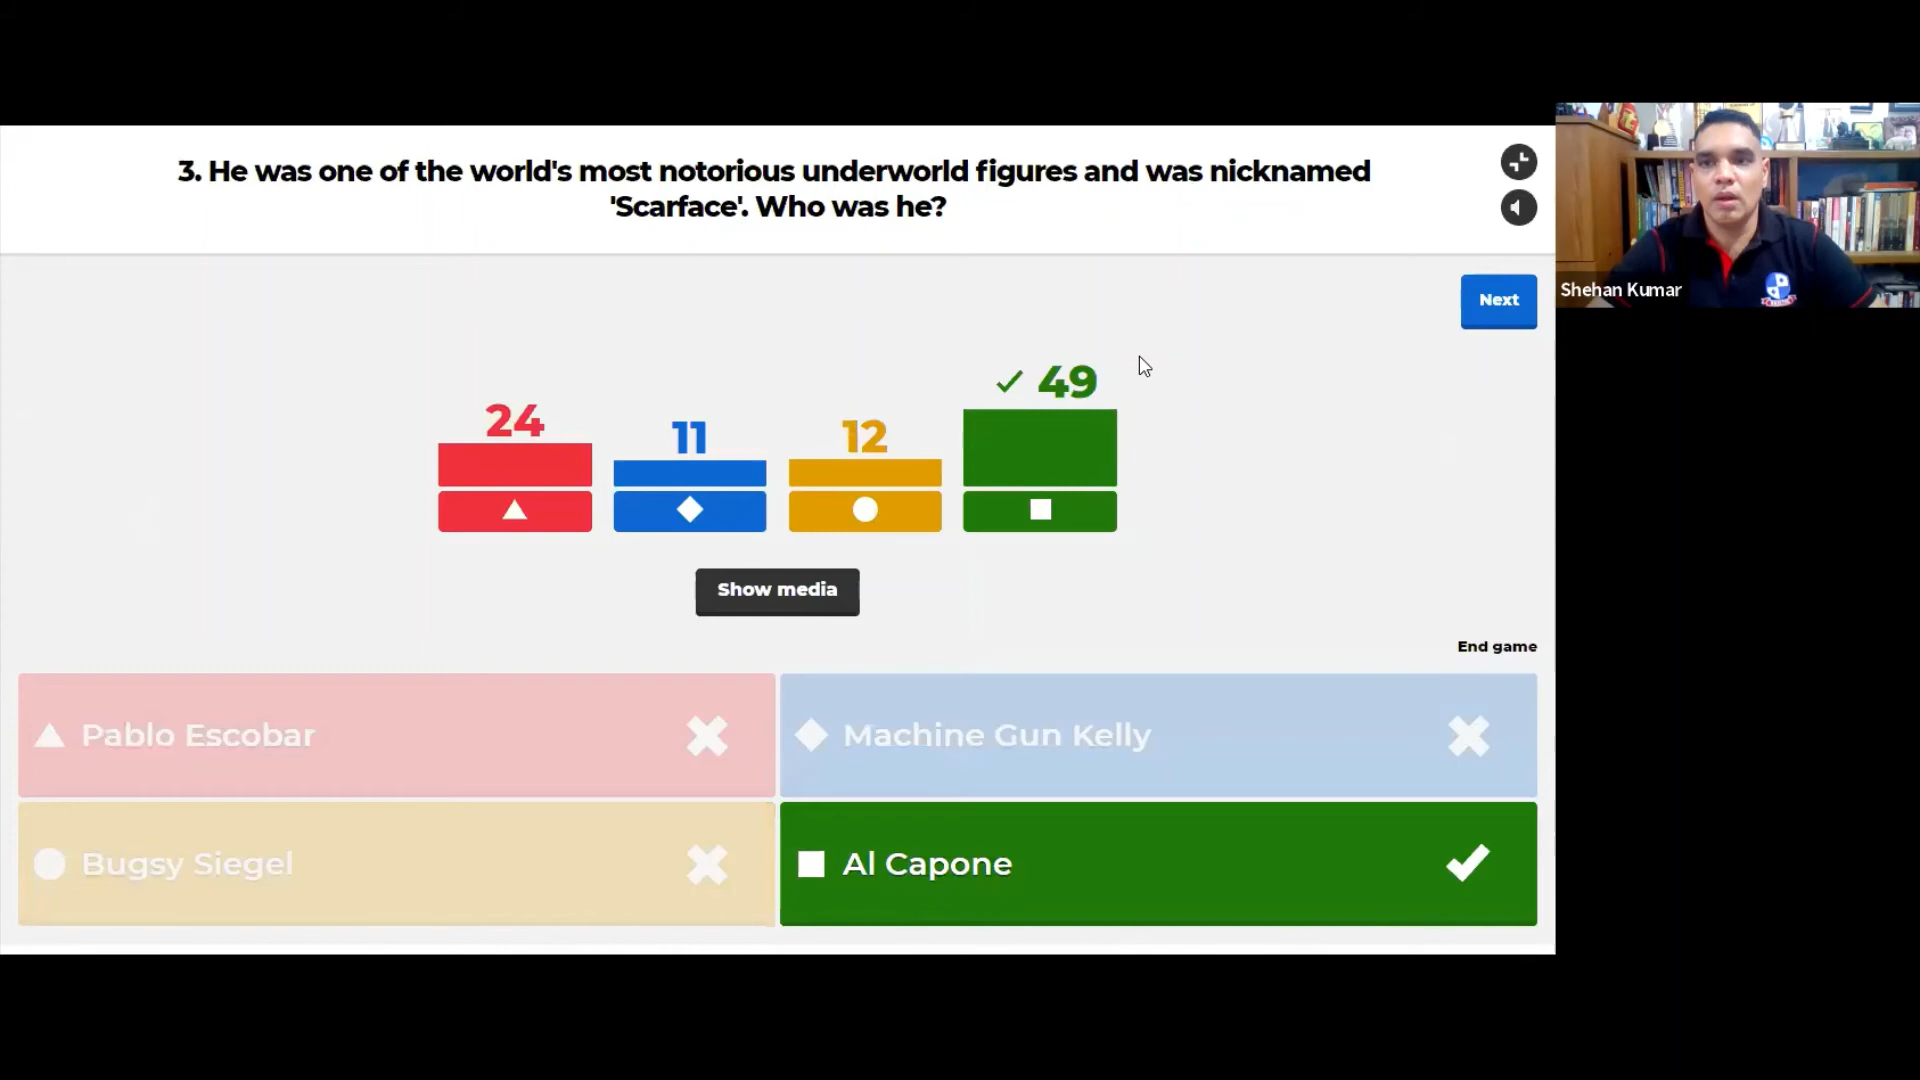 3. He was one of the world's most notorious underworld figures and was nicknamed
'Scarface'. Who was he?
Next
Shehan Kumar
24
11
12
49
Show media
End game
Pablo Escobar
Machine Gun Kelly
Bugsy Siegel
Al Capone